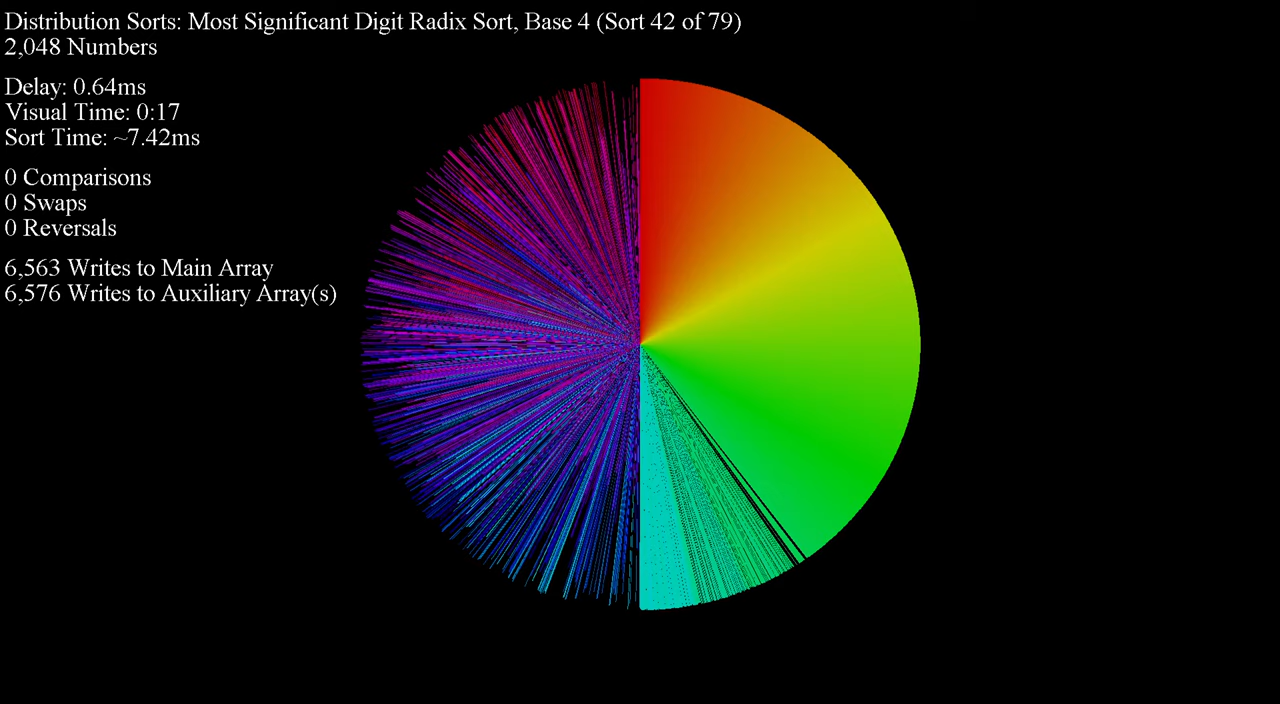 Distribution Sorts: Most Significant Digit Radix Sort, Base 4 (Sort 42 of 79)
2,048 Numbers
Delay: 0.64ms
Visual Time: 0:17
Sort Time: ~7.42ms
0 Comparisons
0 Swaps
0 Reversals
6,563 Writes to Main Array
6,576 Writes to Auxiliary Array(s)